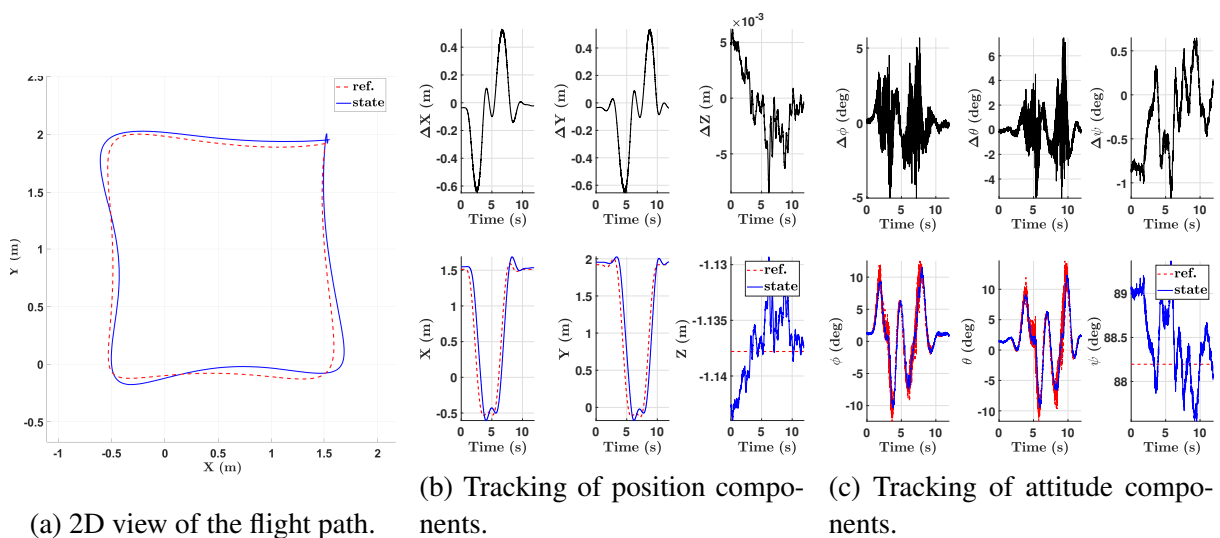 2.5
2
1.5
1
0.5
0
-0.5
Y (m)
-1 -0.5 0 0.5 1 1.5 2
X (m)
ref.
state
(a) 2D view of the flight path.
0.4
0.2
0
-0.2
-0.4
-0.6
ΔX (m)
0 5 10
Time (s)
0.4
0.2
0
-0.2
-0.4
-0.6
ΔY (m)
0 5 10
Time (s)
×10⁻³
5
0
-5
ΔZ (m)
0 5 10
Time (s)
1.5
1
0.5
0
-0.5
X (m)
0 5 10
Time (s)
2
1.5
1
0.5
0
Y (m)
0 5 10
Time (s)
-1.13
-1.135
-1.14
Z (m)
ref.
state
0 5 10
Time (s)
(b) Tracking of position compo-
nents.
5
0
-5
Δϕ (deg)
0 5 10
Time (s)
6
4
2
0
-2
-4
Δθ (deg)
0 5 10
Time (s)
0.5
0
-0.5
-1
Δψ (deg)
0 5 10
Time (s)
10
5
0
-5
-10
ϕ (deg)
0 5 10
Time (s)
10
5
0
-5
-10
θ (deg)
0 5 10
Time (s)
89
88.5
88
ψ (deg)
ref.
state
0 5 10
Time (s)
(c) Tracking of attitude compo-
nents.